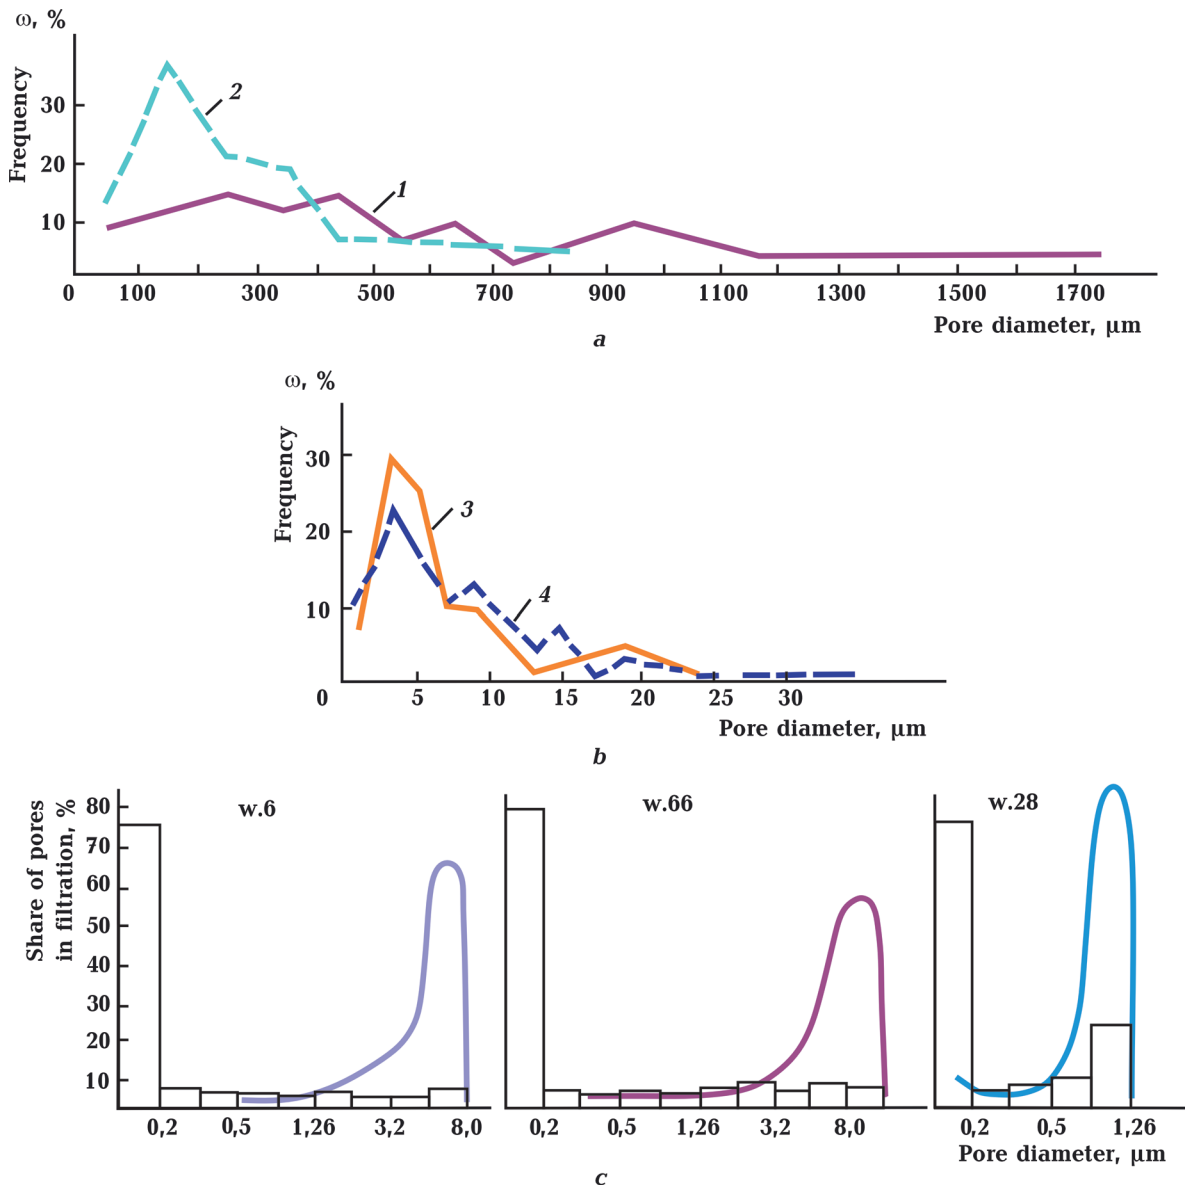 ω, %
Frequency
30
20
10
2
1
0 100 300 500 700 900 1100 1300 1500 1700
Pore diameter, μm
a
ω, %
Frequency
30
20
10
3
4
0 5 10 15 20 25 30
Pore diameter, μm
b
Share of pores
in filtration, %
80
70
60
50
40
30
20
10
w.6
w.66
w.28
0,2 0,5 1,26 3,2 8,0
0,2 0,5 1,26 3,2 8,0
0,2 0,5 1,26
Pore diameter, μm
c